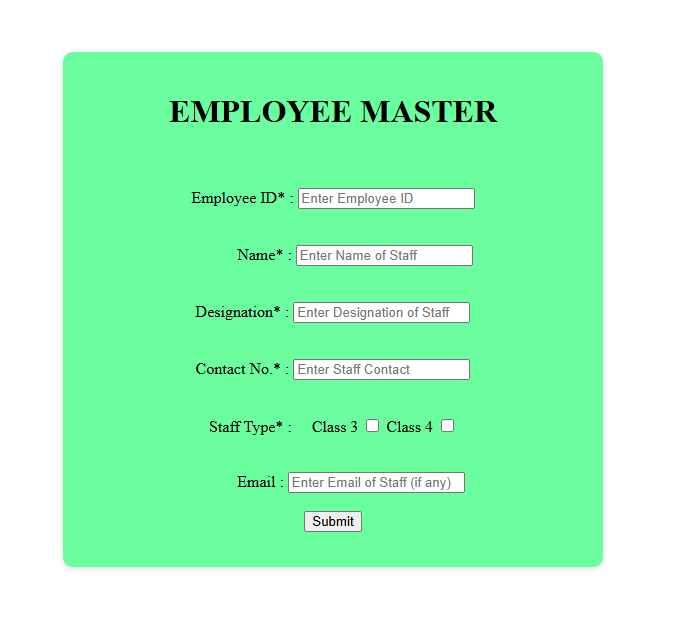 EMPLOYEE MASTER
Employee ID* : Enter Employee ID
Name* : Enter Name of Staff
Designation* : Enter Designation of Staff
Contact No.* : Enter Staff Contact
Staff Type* : Class 3 Class 4
Email : Enter Email of Staff (if any)
Submit